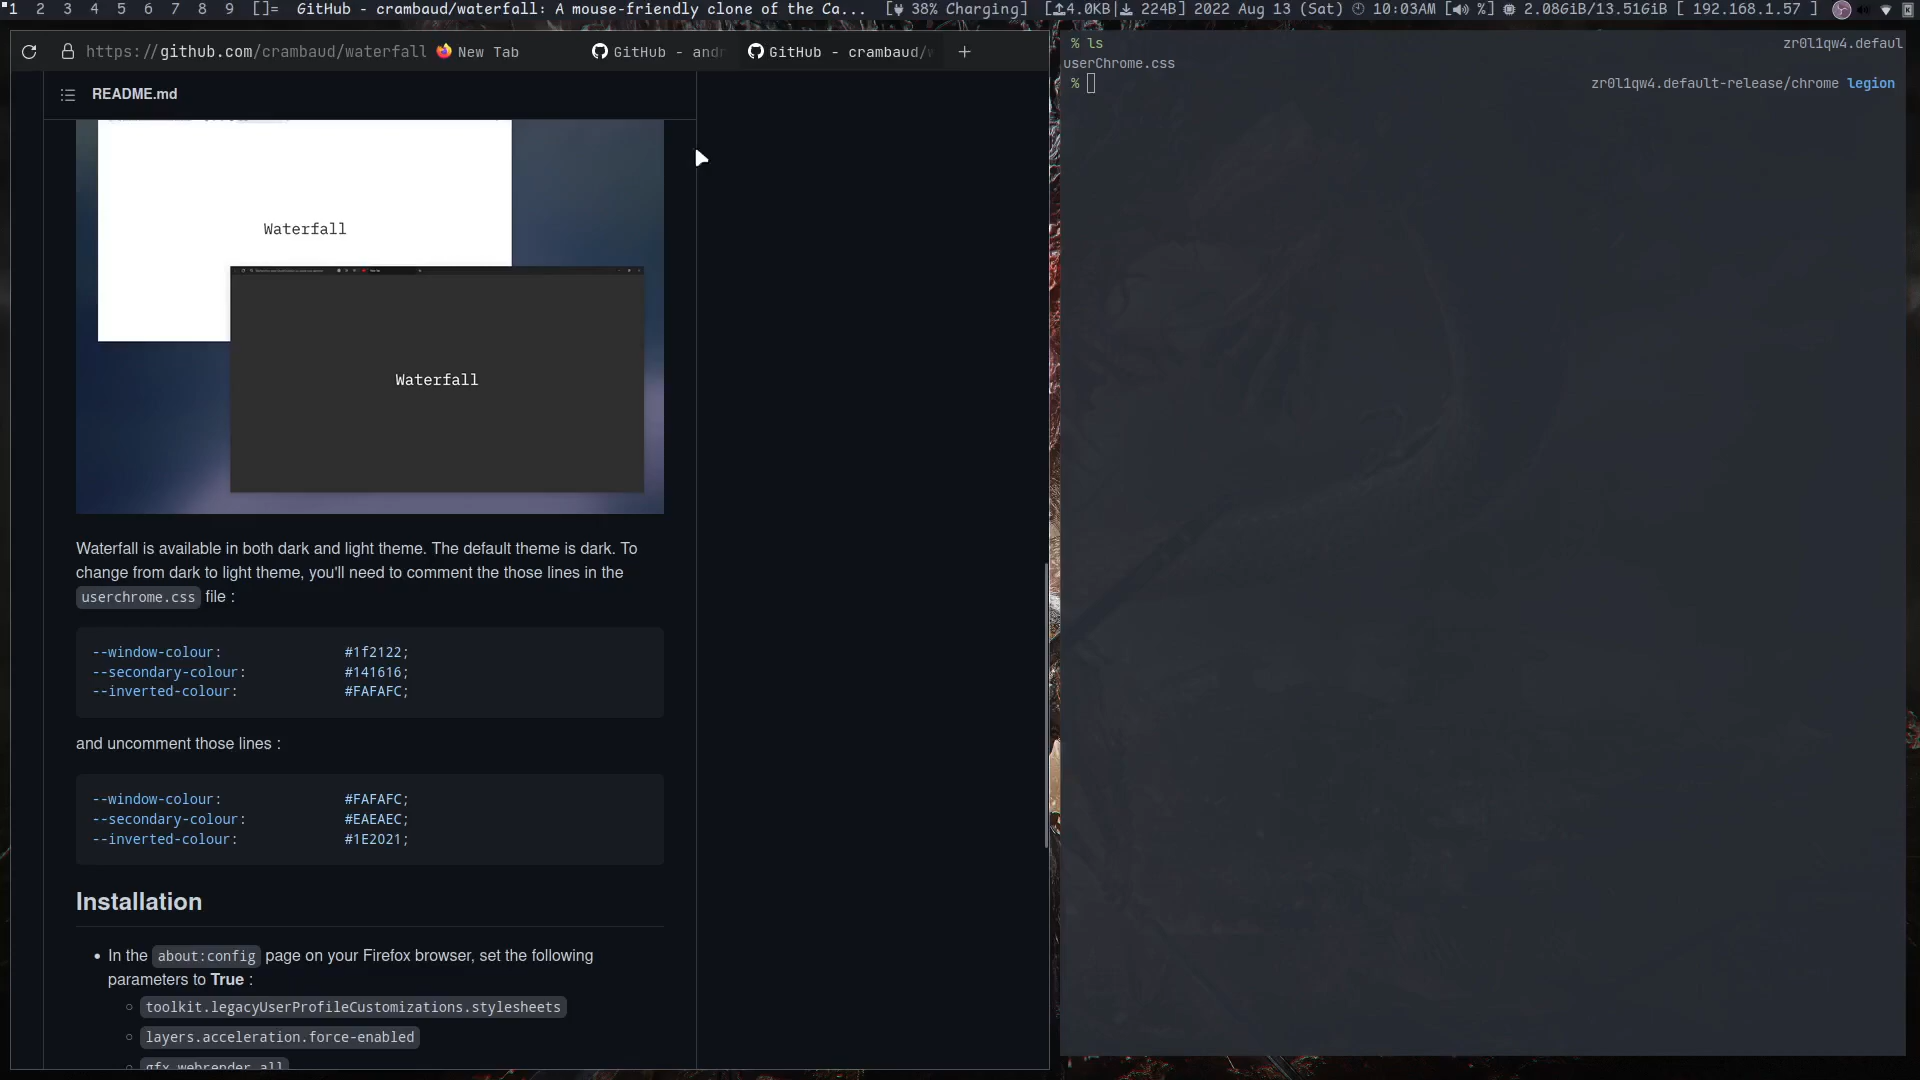 1 2 3 4 5 6 7 8 9 []= GitHub - crambaud/waterfall: A mouse-friendly clone of the Ca... [ 38% Charging] [ 4.0KB| 224B] 2022 Aug 13 (Sat) 10:03AM [ %] 2.08GiB/13.51GiB [ 192.168.1.57 ]
https://github.com/crambaud/waterfall New Tab GitHub - and GitHub - crambaud/
README.md
Waterfall
Waterfall
Waterfall is available in both dark and light theme. The default theme is dark. To
change from dark to light theme, you'll need to comment the those lines in the
userchrome.css file :
--window-colour: #1f2122;
--secondary-colour: #141616;
--inverted-colour: #FAFAFC;
and uncomment those lines :
--window-colour: #FAFAFC;
--secondary-colour: #EAEAEC;
--inverted-colour: #1E2021;
Installation
In the about:config page on your Firefox browser, set the following
parameters to True :
toolkit.legacyUserProfileCustomizations.stylesheets
layers.acceleration.force-enabled
gfx.webrender.all
% ls zr0l1qw4.defaul
userChrome.css
% zr0l1qw4.default-release/chrome legion